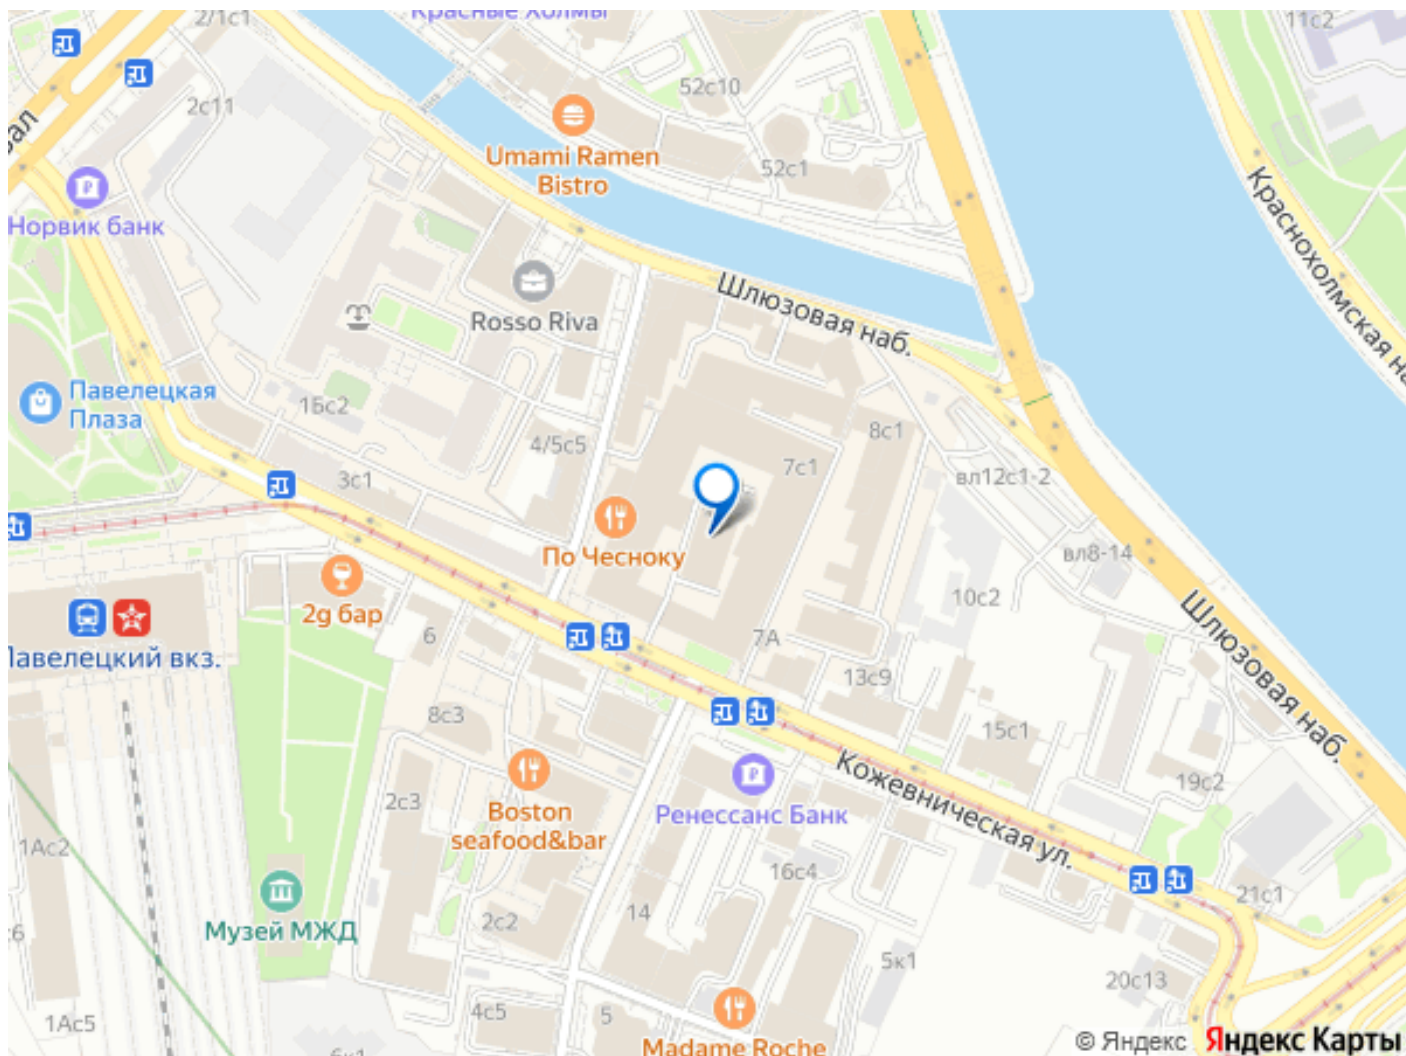 Красные Холмы
2/1с1
11с2
52с10
2с11
Umami Ramen
Bistro
52с1
Норвик банк
Краснохолмская на
Шлюзовая наб.
Rosso Riva
Павелецкая
Плаза
1Бс2
4/5с5
8с1
7с1
3с1
вл12с1-2
По Чесноку
вл8-14
10с2
2g бар
6
7А
Павелецкий вкз.
13с9
Шлюзовая наб.
8с3
15с1
Кожевническая ул.
19с2
2с3
Boston
seafood&bar
Ренессанс Банк
1Ас2
16с4
21с1
Музей МЖД
2с2
14
5к1
20с13
4с5
5
1Ас5
Madame Roche
© Яндекс Яндекс Карты